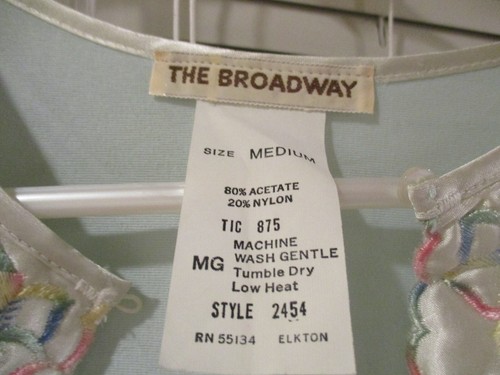 THE BROADWAY
SIZE MEDIUM
80% ACETATE
20% NYLON
TIC 875
MACHINE
MG WASH GENTLE
Tumble Dry
Low Heat
STYLE 2454
RN 55134 ELKTON